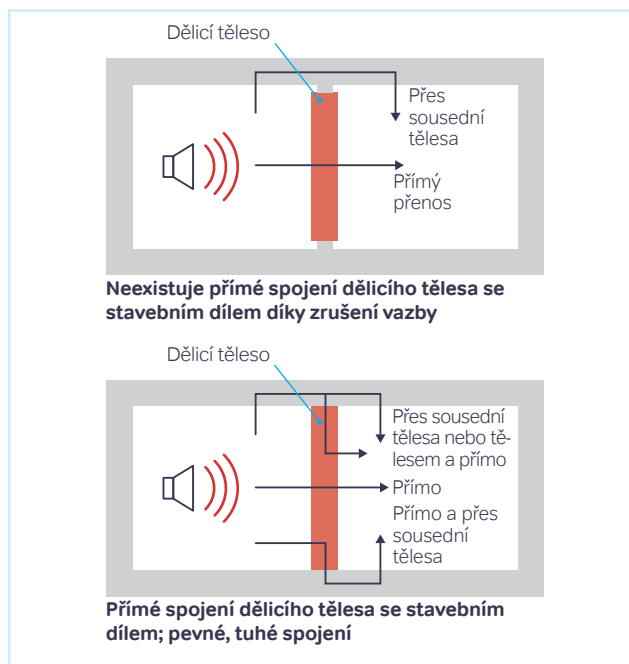 Dělicí těleso
Přes
sousední
tělesa
Přímý
přenos
Neexistuje přímé spojení dělicího tělesa se
stavebním dílem díky zrušení vazby
Dělicí těleso
Přes sousední
tělesa nebo tě-
lesem a přímo
Přímo
Přímo a přes
sousední
tělesa
Přímé spojení dělicího tělesa se stavebním
dílem; pevné, tuhé spojení